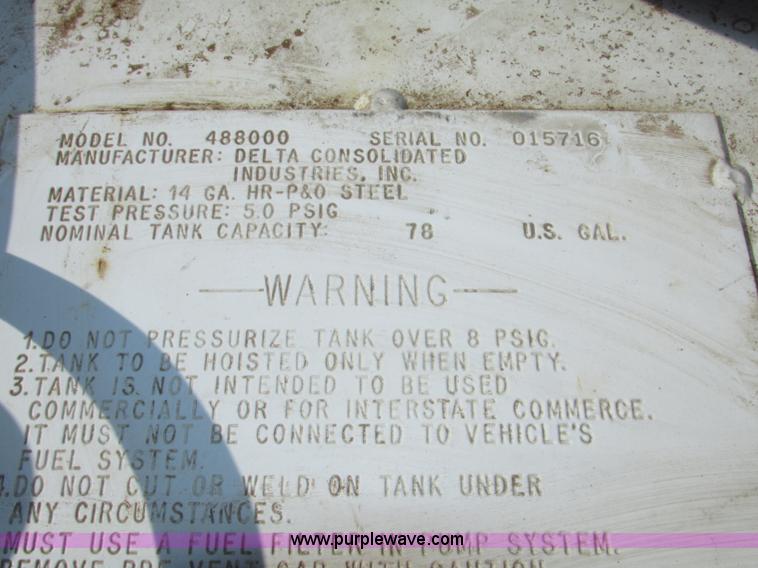 MODEL NO. 488000 SERIAL NO. 015716
MANUFACTURER: DELTA CONSOLIDATED
INDUSTRIES, INC.
MATERIAL: 14 GA. HR-P&O STEEL
TEST PRESSURE: 5.0 PSIG
NOMINAL TANK CAPACITY: 78 U.S. GAL.
WARNING
1. DO NOT PRESSURIZE TANK OVER 8 PSIG.
2. TANK TO BE HOISTED ONLY WHEN EMPTY.
3. TANK IS NOT INTENDED TO BE USED
COMMERCIALLY OR FOR INTERSTATE COMMERCE.
IT MUST NOT BE CONNECTED TO VEHICLE'S
FUEL SYSTEM.
4. DO NOT CUT OR WELD ON TANK UNDER
ANY CIRCUMSTANCES.
MUST USE A FUEL FILTER IN PUMP SYSTEM.
www.purplewave.com
REMOVE CAP WITH CAUTION